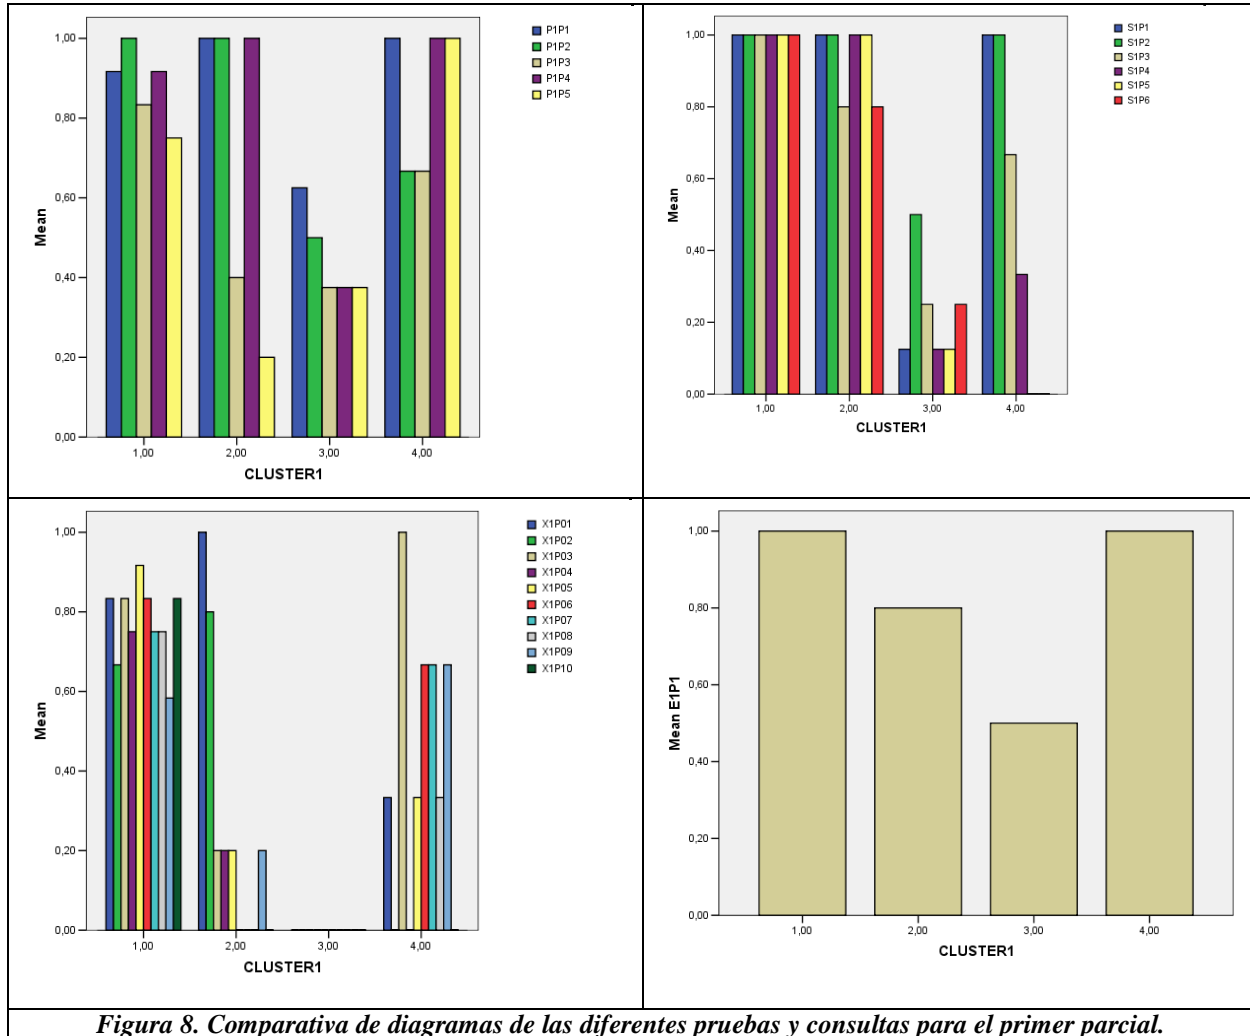 1,00
0,80
0,60
0,40
0,20
0,00
Mean
1,00
2,00
3,00
4,00
CLUSTER1
P1P1
P1P2
P1P3
P1P4
P1P5
1,00
0,80
0,60
0,40
0,20
0,00
Mean
1,00
2,00
3,00
4,00
CLUSTER1
S1P1
S1P2
S1P3
S1P4
S1P5
S1P6
1,00
0,80
0,60
0,40
0,20
0,00
Mean
1,00
2,00
3,00
4,00
CLUSTER1
X1P01
X1P02
X1P03
X1P04
X1P05
X1P06
X1P07
X1P08
X1P09
X1P10
1,00
0,80
0,60
0,40
0,20
0,00
Mean E1P1
1,00
2,00
3,00
4,00
CLUSTER1
Figura 8. Comparativa de diagramas de las diferentes pruebas y consultas para el primer parcial.